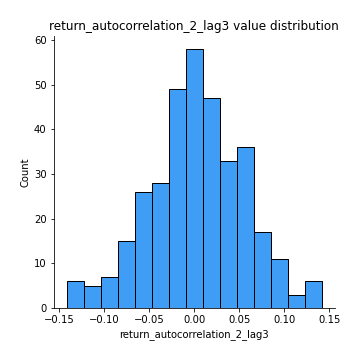 return_autocorrelation_2_lag3 value distribution
60
50
40
30
20
10
0
Count
−0.15 −0.10 −0.05 0.00 0.05 0.10 0.15
return_autocorrelation_2_lag3